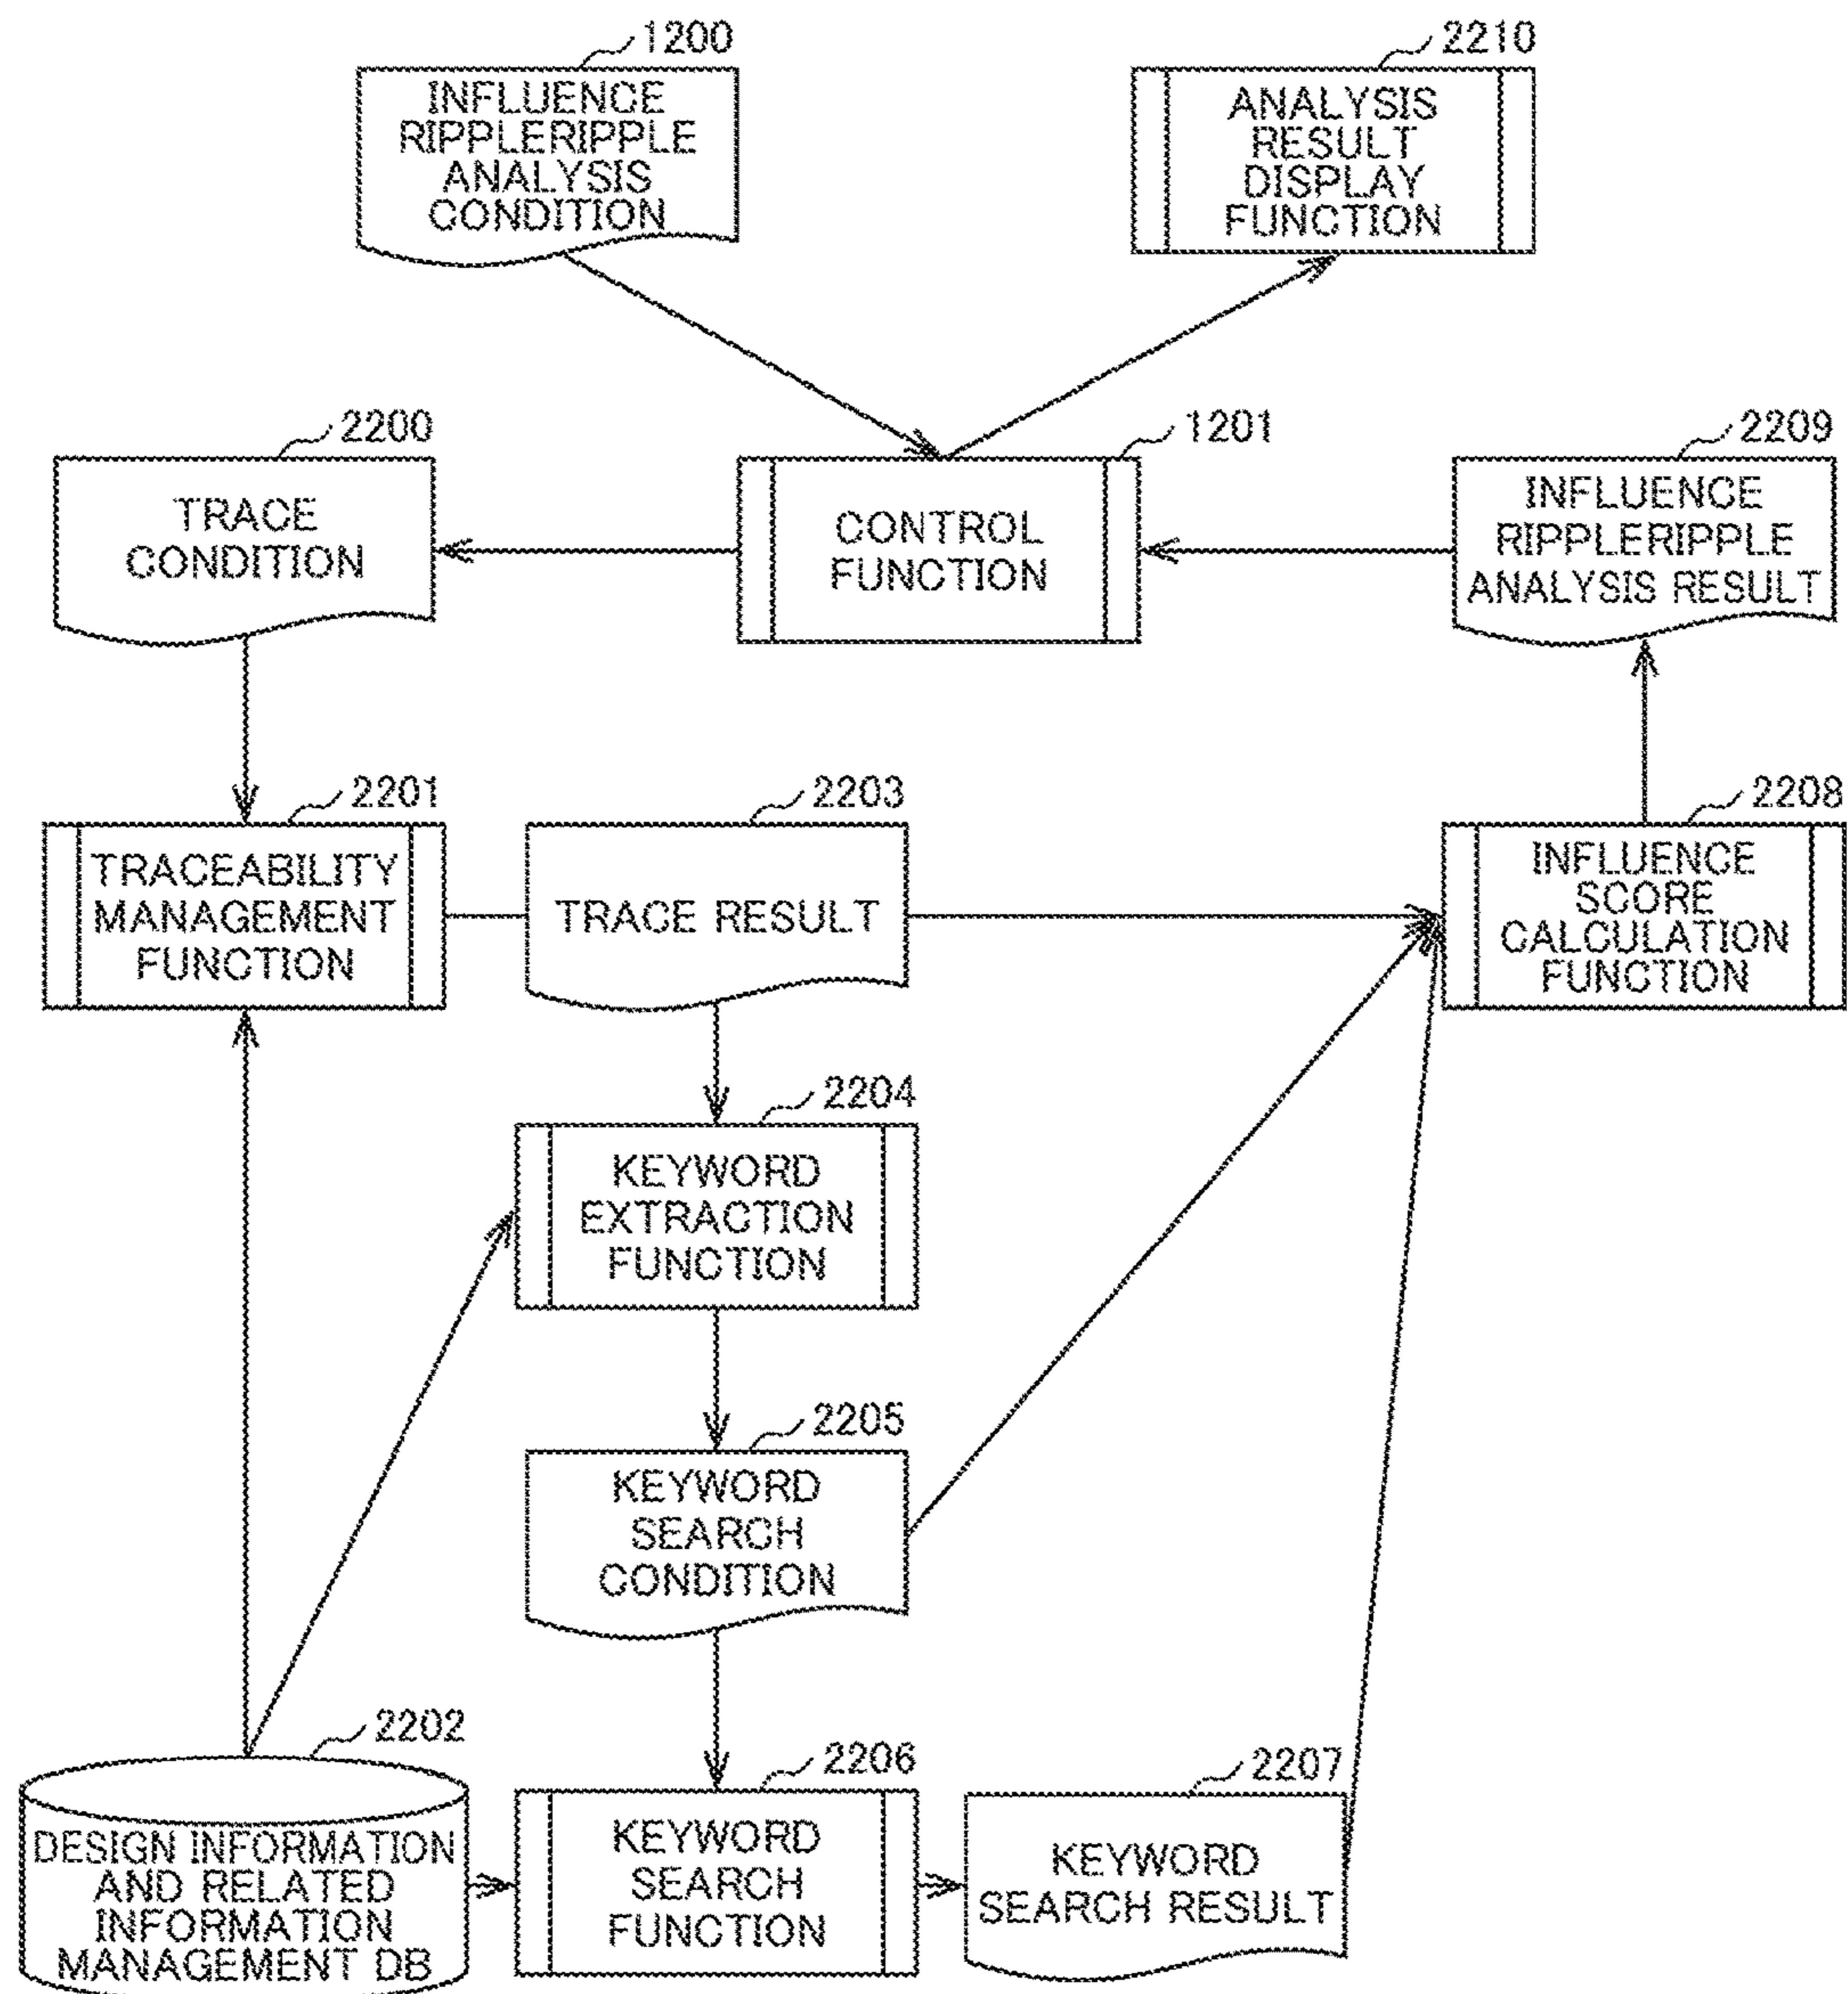 1200
INFLUENCE
RIPPLERIPPLE
ANALYSIS
CONDITION
2210
ANALYSIS
RESULT
DISPLAY
FUNCTION
2200
TRACE
CONDITION
1201
CONTROL
FUNCTION
2209
INFLUENCE
RIPPLERIPPLE
ANALYSIS RESULT
2201
TRACEABILITY
MANAGEMENT
FUNCTION
2203
TRACE RESULT
2208
INFLUENCE
SCORE
CALCULATION
FUNCTION
2204
KEYWORD
EXTRACTION
FUNCTION
2205
KEYWORD
SEARCH
CONDITION
2202
DESIGN INFORMATION
AND RELATED
INFORMATION
MANAGEMENT DB
2206
KEYWORD
SEARCH
FUNCTION
2207
KEYWORD
SEARCH RESULT